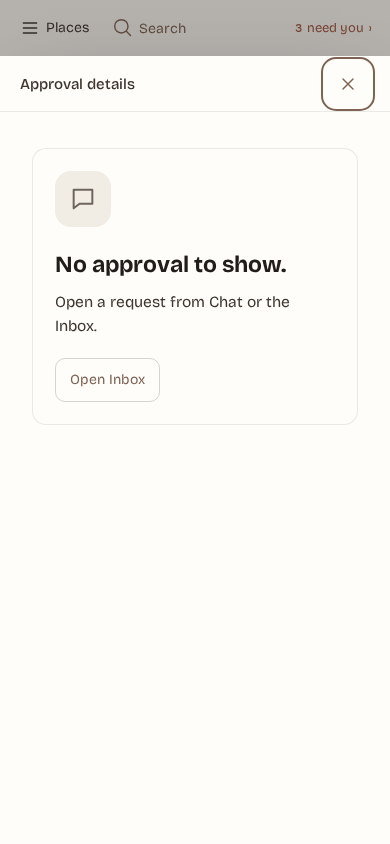 Places
Search
3 need you ›
Approval details
No approval to show.
Open a request from Chat or the
Inbox.
Open Inbox